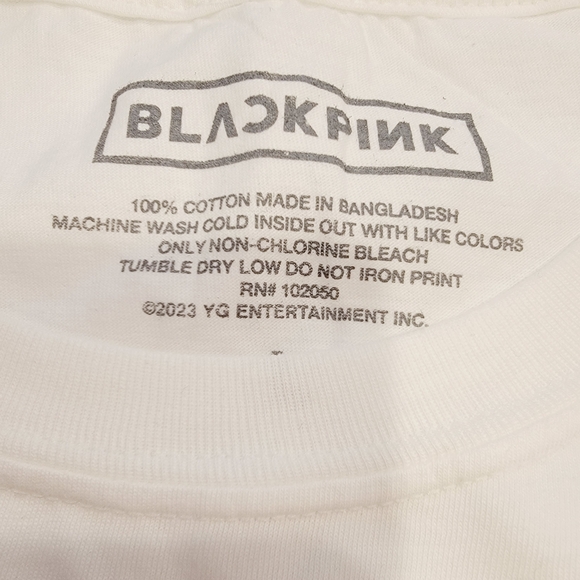 BLACKPINK
100% COTTON MADE IN BANGLADESH
MACHINE WASH COLD INSIDE OUT WITH LIKE COLORS
ONLY NON-CHLORINE BLEACH
TUMBLE DRY LOW DO NOT IRON PRINT
RN# 102050
©2023 YG ENTERTAINMENT INC.